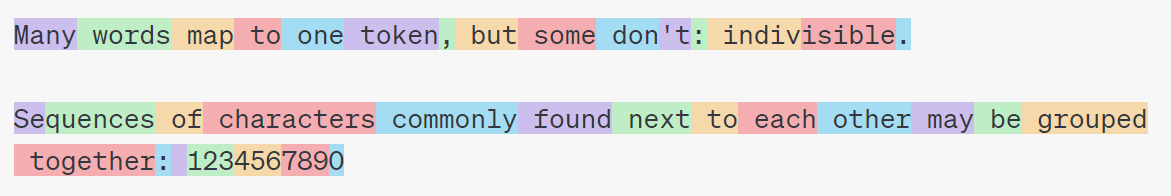 Many words map to one token, but some don't: indivisible.
Sequences of characters commonly found next to each other may be grouped
together: 1234567890